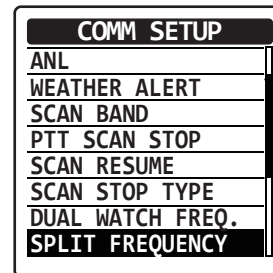 COMM SETUP
ANL
WEATHER ALERT
SCAN BAND
PTT SCAN STOP
SCAN RESUME
SCAN STOP TYPE
DUAL WATCH FREQ.
SPLIT FREQUENCY